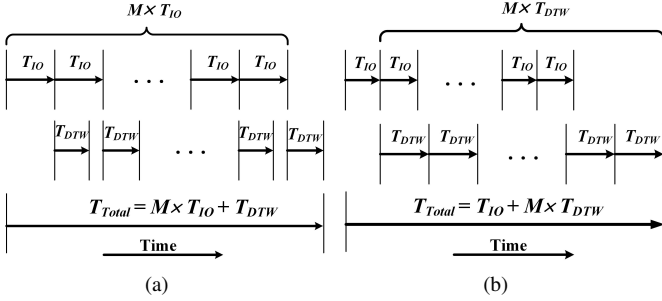 M × T_IO
T_IO T_IO . . . T_IO T_IO
T_DTW T_DTW . . . T_DTW T_DTW
T_Total = M × T_IO + T_DTW
Time
(a)
M × T_DTW
T_IO T_IO . . . T_IO T_IO
T_DTW T_DTW . . . T_DTW T_DTW
T_Total = T_IO + M × T_DTW
Time
(b)